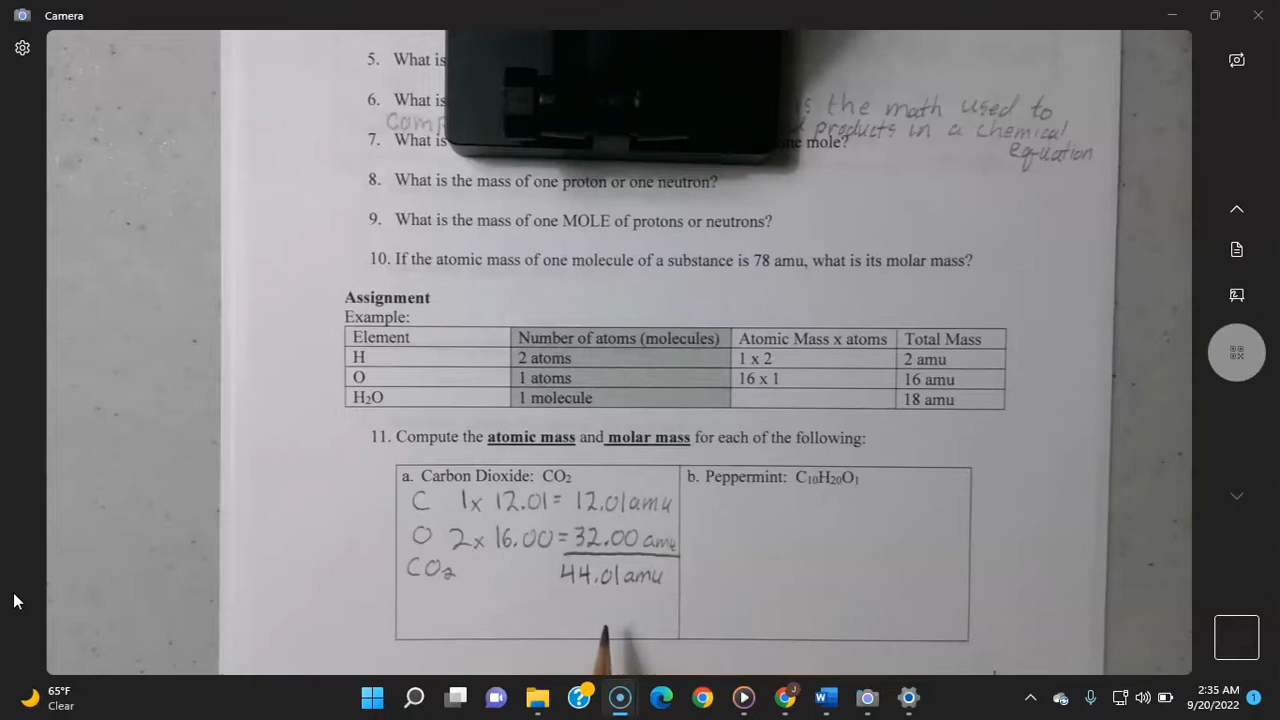 Camera
5. What is
6. What is
s the math used to
Comp
products in a chemical
7. What is
one mole?
equation
8. What is the mass of one proton or one neutron?
9. What is the mass of one MOLE of protons or neutrons?
10. If the atomic mass of one molecule of a substance is 78 amu, what is its molar mass?
Assignment
Example:
Element Number of atoms (molecules) Atomic Mass x atoms Total Mass
H 2 atoms 1 x 2 2 amu
O 1 atoms 16 x 1 16 amu
H₂O 1 molecule 18 amu
11. Compute the atomic mass and molar mass for each of the following:
a. Carbon Dioxide: CO₂
b. Peppermint: C₁₀H₂₀O₁
C 1x 12.01 = 12.01amu
O 2x 16.00 = 32.00 amu
CO₂ 44.01amu
65°F
Clear
2:35 AM
9/20/2022
1